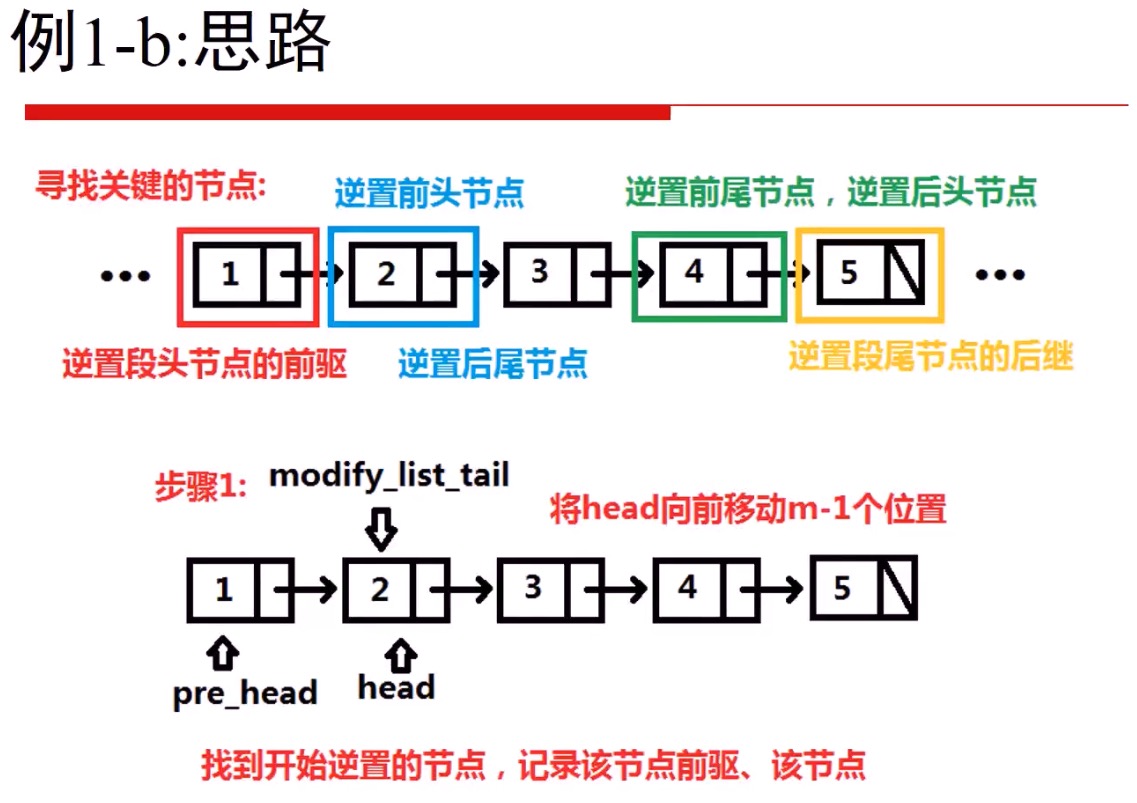 例1-b:思路
寻找关键的节点:
逆置前头节点
逆置前尾节点，逆置后头节点
••• 1 2 3 4 5 •••
逆置段头节点的前驱
逆置后尾节点
逆置段尾节点的后继
步骤1:
modify_list_tail
将head向前移动m-1个位置
1 2 3 4 5
pre_head
head
找到开始逆置的节点，记录该节点前驱、该节点